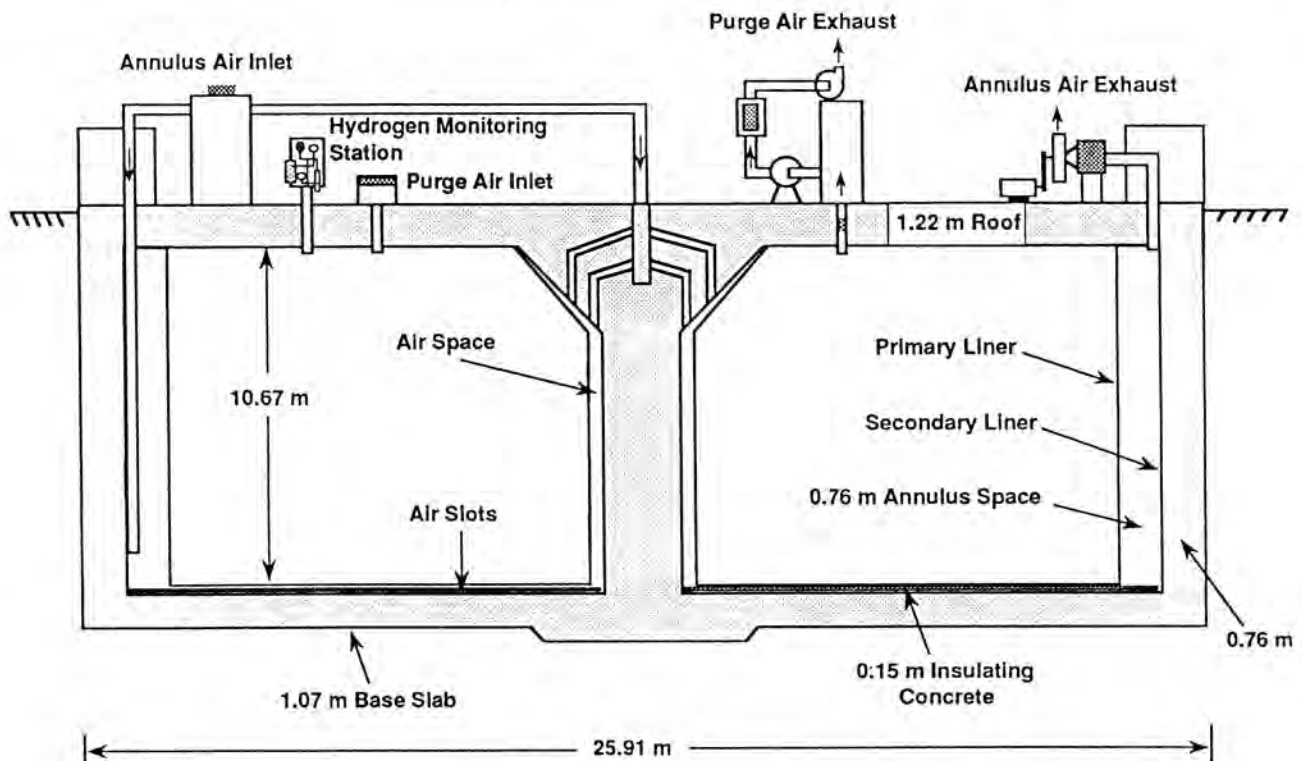 Purge Air Exhaust
Annulus Air Inlet
Annulus Air Exhaust
Hydrogen Monitoring
Station
Purge Air Inlet
1.22 m Roof
Air Space
Primary Liner
10.67 m
Secondary Liner
0.76 m Annulus Space
Air Slots
0.76 m
0.15 m Insulating
Concrete
1.07 m Base Slab
25.91 m